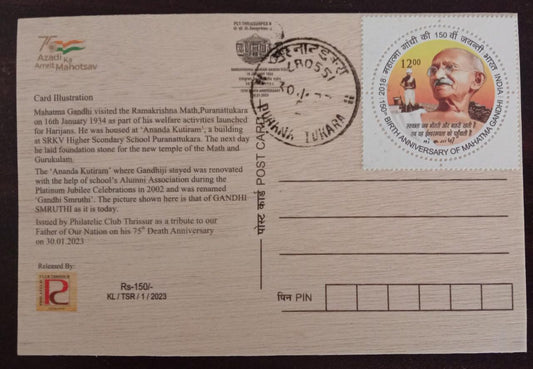 75
Azadi Ka
Amrit Mahotsav
Card Illustration
Mahatma Gandhi visited the Ramakrishna Math,Puranattukara
on 16th January 1934 as part of his welfare activities launched
for Harijans. He was housed at 'Ananda Kutiram', a building
at SRKV Higher Scondary School Puranattukara. The next day
he laid foundation stone for the new temple of the Math and
Gurukulam.
The 'Ananda Kutiram' where Gandhiji stayed was renovated
with the help of school's Alumni Association during the
Platinum Jubilee Celebrations in 2002 and was renamed
'Gandhi Smruthi'. The picture shown here is that of GANDHI
SMRUTHI as it is today.
Issued by Philatelic Club Thrissur as a tribute to our
Father of Our Nation on his 75th Death Anniversary
on 30.01.2023
Released By:
Rs-150/-
KL / TSR / 1 / 2023
पोस्ट कार्ड POST CARD
680551
12.00
2018 महात्मा गांधी की 150 वीं जयन्ती भारत INDIA
150th BIRTH ANNIVERSARY OF MAHATMA GANDHI
पिन PIN